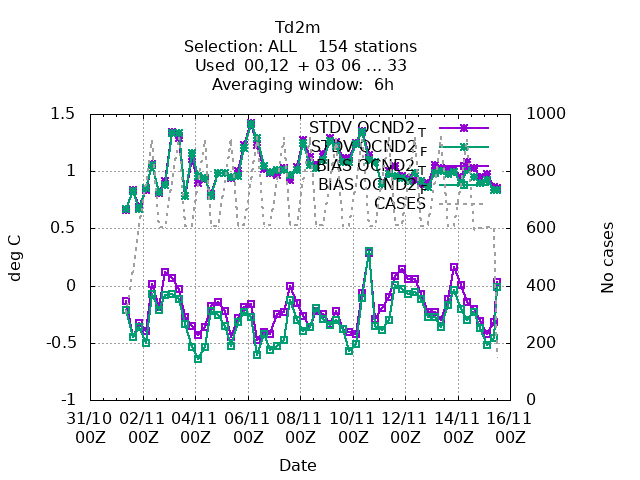 Td2m
Selection: ALL 154 stations
Used 00,12 + 03 06 ... 33
Averaging window: 6h
1.5 1000
STDV OCND2 T
STDV OCND2 F
BIAS OCND2 T
BIAS OCND2 F
CASES
1 800
0.5 600
deg C No cases
0 400
-0.5 200
-1 0
31/10 02/11 04/11 06/11 08/11 10/11 12/11 14/11 16/11
00Z 00Z 00Z 00Z 00Z 00Z 00Z 00Z 00Z
Date